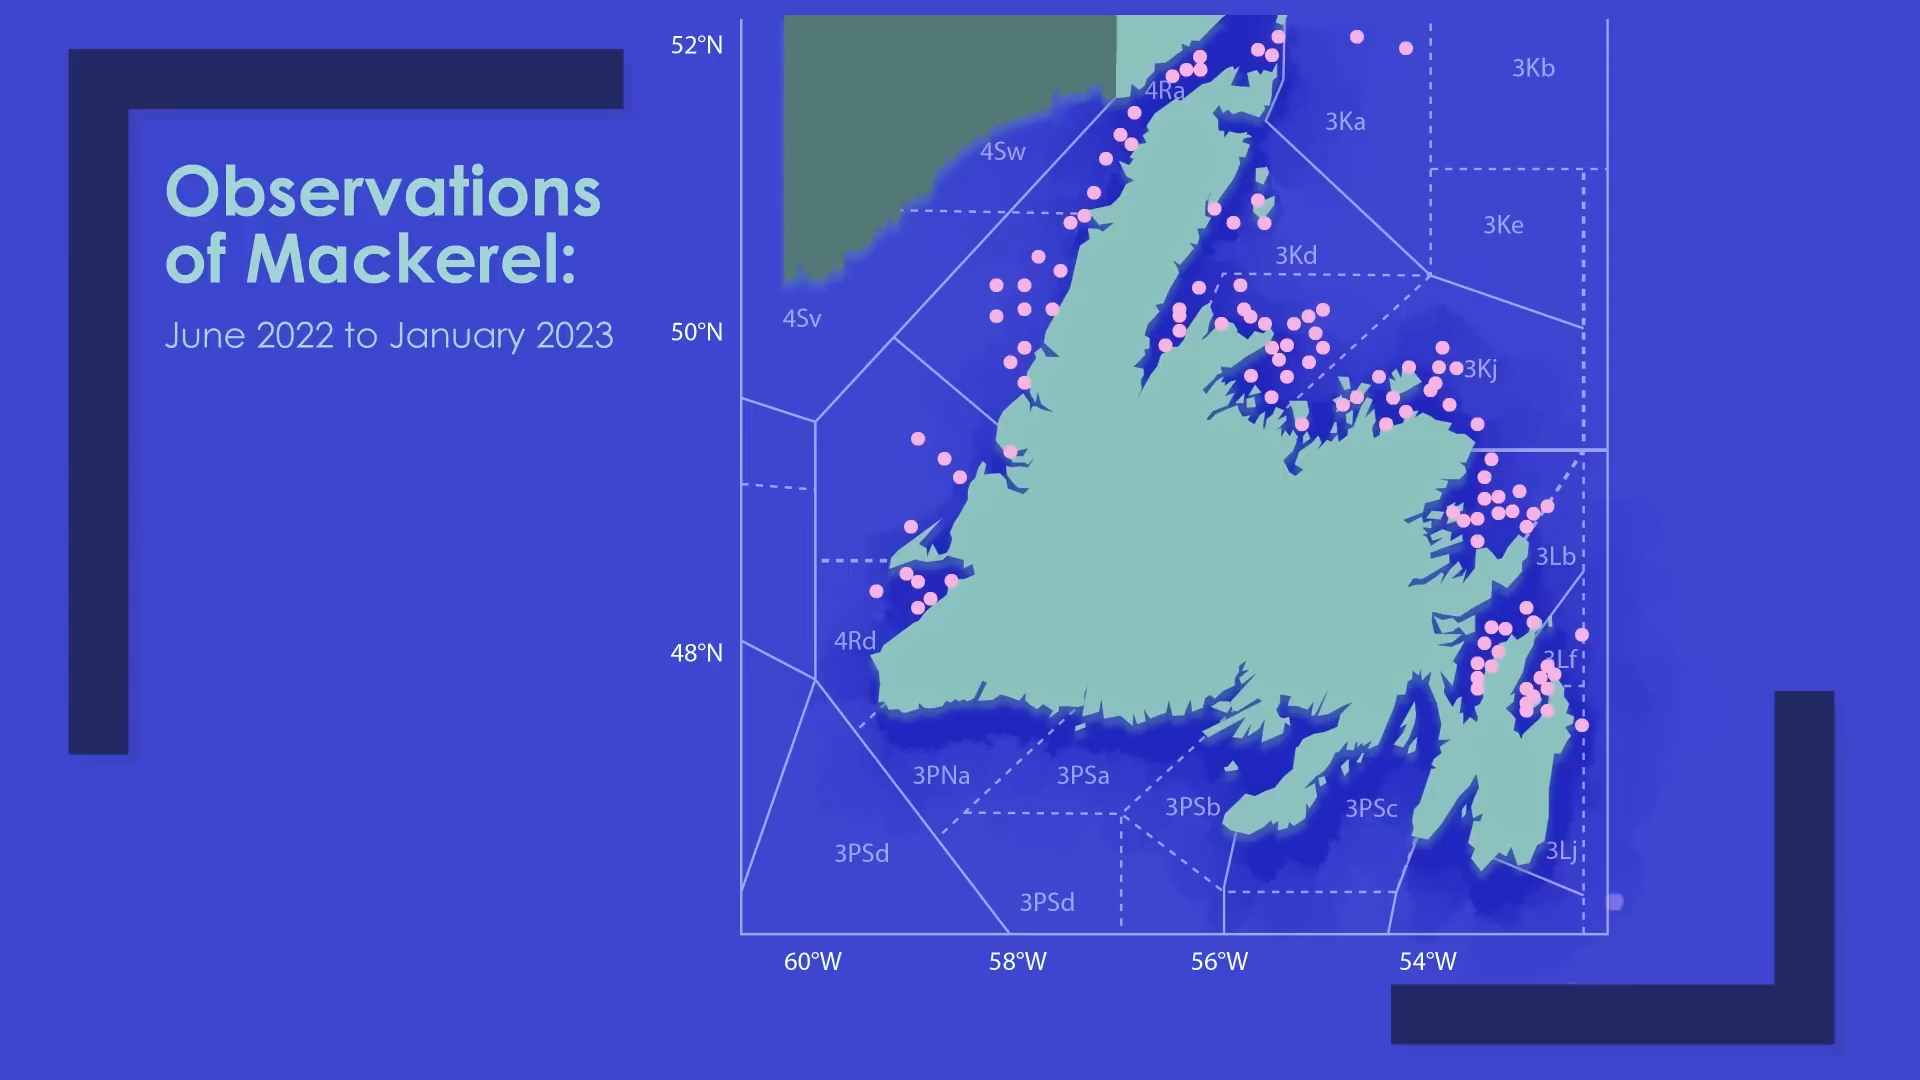 Observations
of Mackerel:
June 2022 to January 2023
52°N
50°N
48°N
60°W
58°W
56°W
54°W
3Kb
4Ra
3Ka
4Sw
3Ke
3Kd
4Sv
3Kj
3Lb
4Rd
3Lf
3PNa
3PSa
3PSb
3PSc
3PSd
3Lj
3PSd